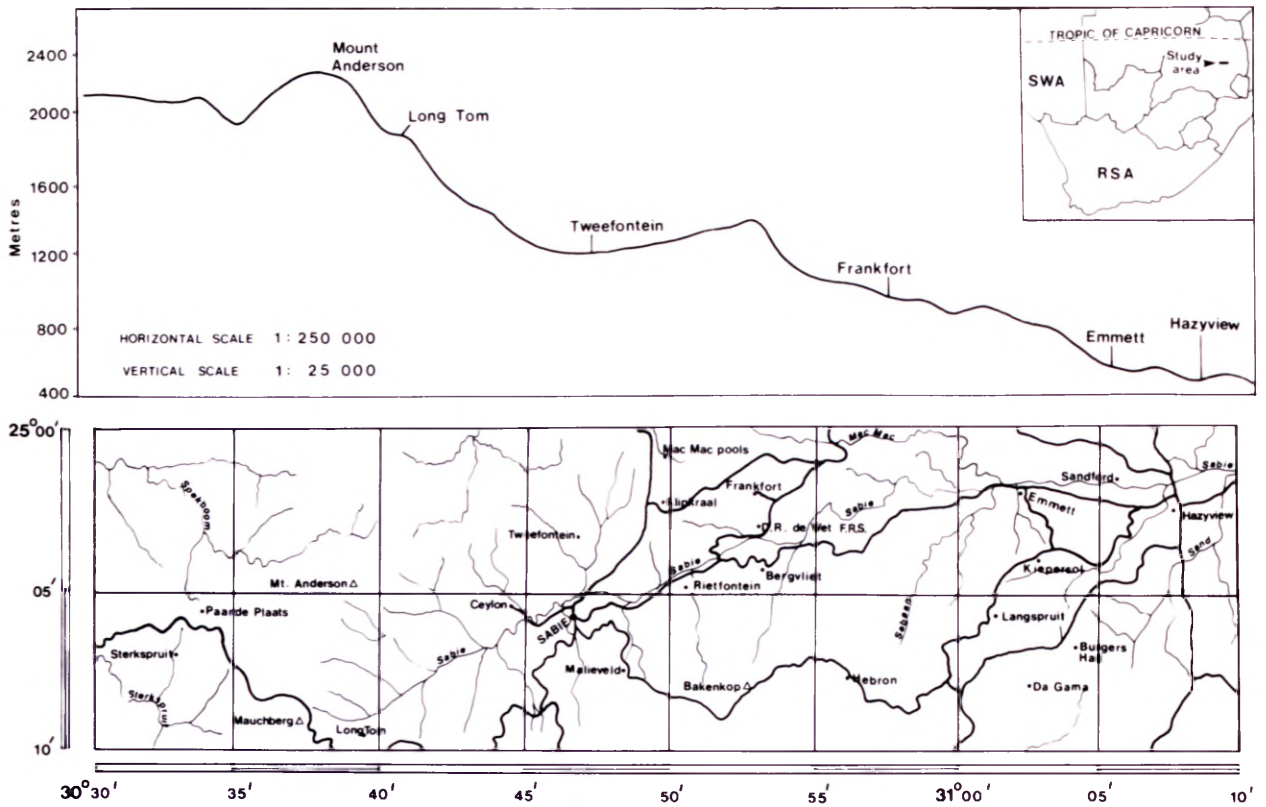 2400
2000
1600
1200
800
400
Metres
Mount
Anderson
Long Tom
Tweefontein
Frankfort
Emmett
Hazyview
HORIZONTAL SCALE 1: 250 000
VERTICAL SCALE 1: 25 000
TROPIC OF CAPRICORN
Study
area
SWA
RSA
25°00′
05′
10′
Spekboom
Mt. Anderson
Paarde Plaats
Sterkspruit
Sterkspruit
Mauchberg
Long Tom
Tweefontein
Ceylon
SABIE
Sabie
Malieveld
Mac Mac pools
Mac Mac
Klipkraal
Frankfort
D.R. de Wet F.R.S.
Sabie
Sabie
Rietfontein
Bergvliet
Bakenkop
Hebron
Sabeen
Sandford
Sabie
Emmett
Hazyview
Sand
Kiepersol
Langspruit
Burgers
Hall
Da Gama
30°30′
35′
40′
45′
50′
55′
31°00′
05′
10′